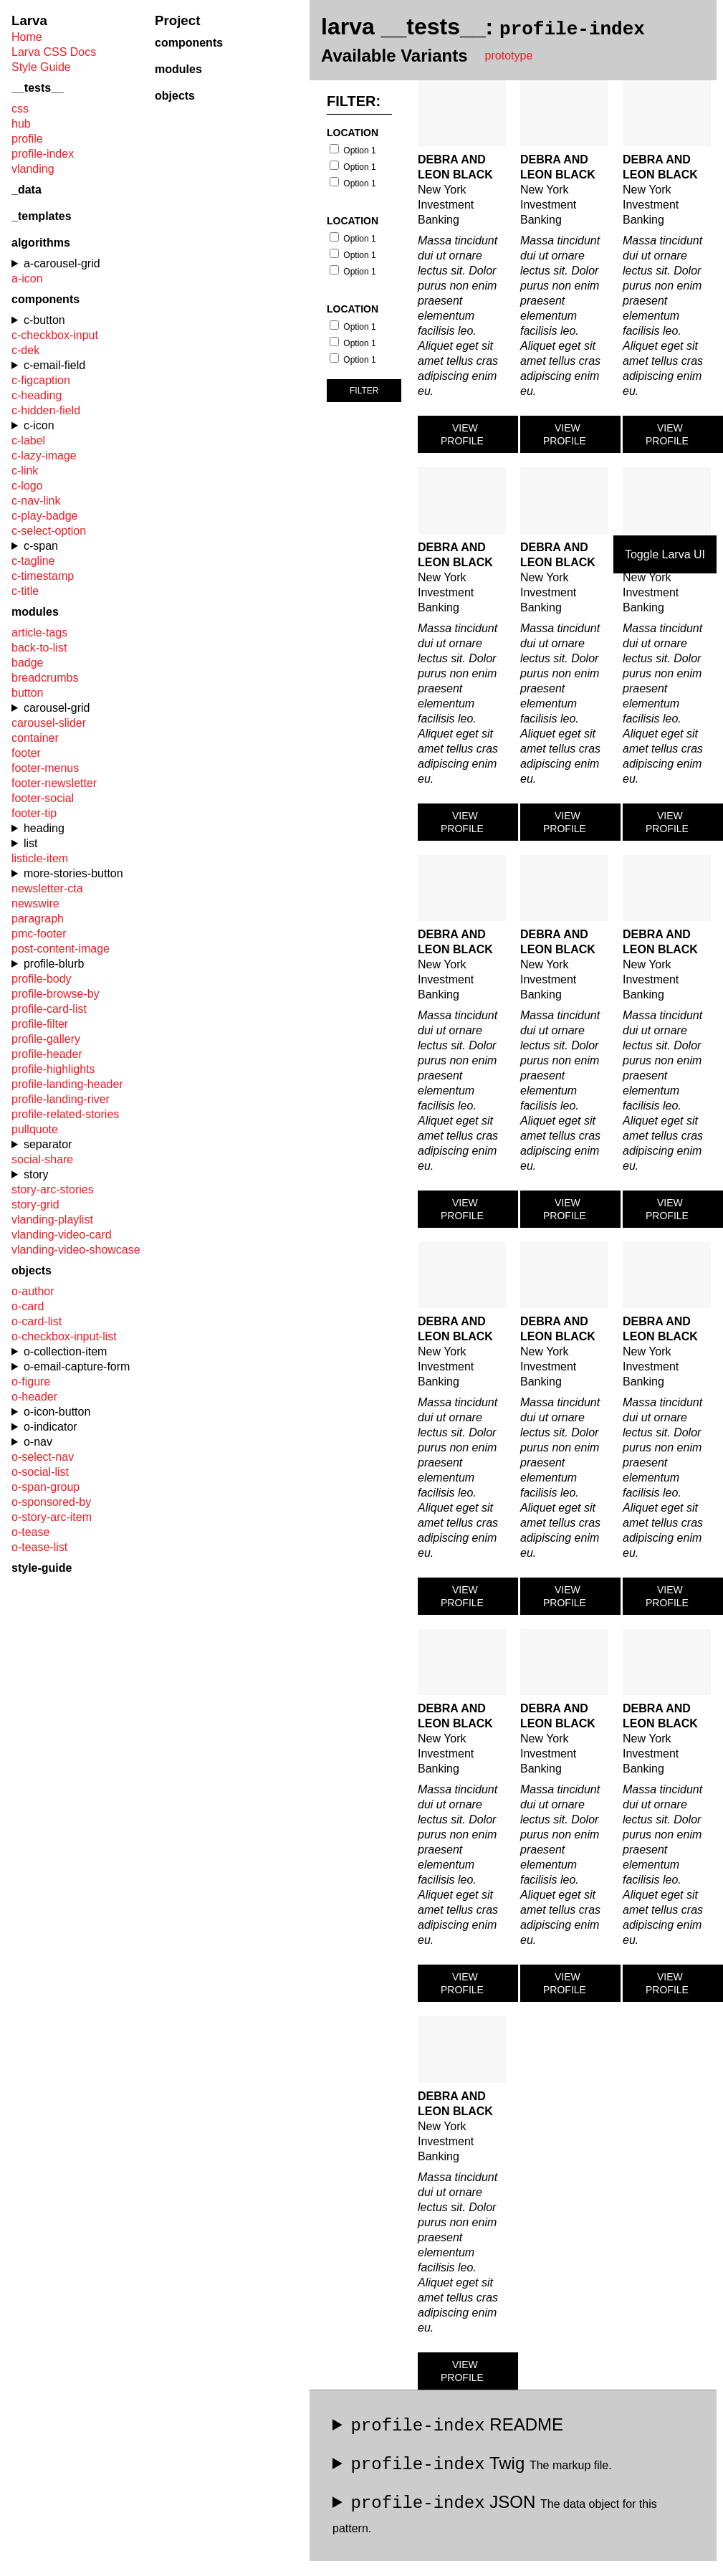 Larva
Home
Larva CSS Docs
Style Guide
__tests__
css
hub
profile
profile-index
vlanding
_data
_templates
algorithms
a-carousel-grid
a-icon
components
c-button
c-checkbox-input
c-dek
c-email-field
c-figcaption
c-heading
c-hidden-field
c-icon
c-label
c-lazy-image
c-link
c-logo
c-nav-link
c-play-badge
c-select-option
c-span
c-tagline
c-timestamp
c-title
modules
article-tags
back-to-list
badge
breadcrumbs
button
carousel-grid
carousel-slider
container
footer
footer-menus
footer-newsletter
footer-social
footer-tip
heading
list
listicle-item
more-stories-button
newsletter-cta
newswire
paragraph
pmc-footer
post-content-image
profile-blurb
profile-body
profile-browse-by
profile-card-list
profile-filter
profile-gallery
profile-header
profile-highlights
profile-landing-header
profile-landing-river
profile-related-stories
pullquote
separator
social-share
story
story-arc-stories
story-grid
vlanding-playlist
vlanding-video-card
vlanding-video-showcase
objects
o-author
o-card
o-card-list
o-checkbox-input-list
o-collection-item
o-email-capture-form
o-figure
o-header
o-icon-button
o-indicator
o-nav
o-select-nav
o-social-list
o-span-group
o-sponsored-by
o-story-arc-item
o-tease
o-tease-list
style-guide
Project
components
modules
objects
larva __tests__: profile-index
Available Variants prototype
FILTER:
LOCATION
Option 1
Option 1
Option 1
LOCATION
Option 1
Option 1
Option 1
LOCATION
Option 1
Option 1
Option 1
FILTER
DEBRA AND DEBRA AND DEBRA AND
LEON BLACK LEON BLACK LEON BLACK
New York New York New York
Investment Investment Investment
Banking Banking Banking
Massa tincidunt Massa tincidunt Massa tincidunt
dui ut ornare dui ut ornare dui ut ornare
lectus sit. Dolor lectus sit. Dolor lectus sit. Dolor
purus non enim purus non enim purus non enim
praesent praesent praesent
elementum elementum elementum
facilisis leo. facilisis leo. facilisis leo.
Aliquet eget sit Aliquet eget sit Aliquet eget sit
amet tellus cras amet tellus cras amet tellus cras
adipiscing enim adipiscing enim adipiscing enim
eu. eu. eu.
VIEW VIEW VIEW
PROFILE PROFILE PROFILE
DEBRA AND DEBRA AND
LEON BLACK LEON BLACK
Toggle Larva UI
New York New York New York
Investment Investment Investment
Banking Banking Banking
Massa tincidunt Massa tincidunt Massa tincidunt
dui ut ornare dui ut ornare dui ut ornare
lectus sit. Dolor lectus sit. Dolor lectus sit. Dolor
purus non enim purus non enim purus non enim
praesent praesent praesent
elementum elementum elementum
facilisis leo. facilisis leo. facilisis leo.
Aliquet eget sit Aliquet eget sit Aliquet eget sit
amet tellus cras amet tellus cras amet tellus cras
adipiscing enim adipiscing enim adipiscing enim
eu. eu. eu.
VIEW VIEW VIEW
PROFILE PROFILE PROFILE
DEBRA AND DEBRA AND DEBRA AND
LEON BLACK LEON BLACK LEON BLACK
New York New York New York
Investment Investment Investment
Banking Banking Banking
Massa tincidunt Massa tincidunt Massa tincidunt
dui ut ornare dui ut ornare dui ut ornare
lectus sit. Dolor lectus sit. Dolor lectus sit. Dolor
purus non enim purus non enim purus non enim
praesent praesent praesent
elementum elementum elementum
facilisis leo. facilisis leo. facilisis leo.
Aliquet eget sit Aliquet eget sit Aliquet eget sit
amet tellus cras amet tellus cras amet tellus cras
adipiscing enim adipiscing enim adipiscing enim
eu. eu. eu.
VIEW VIEW VIEW
PROFILE PROFILE PROFILE
DEBRA AND DEBRA AND DEBRA AND
LEON BLACK LEON BLACK LEON BLACK
New York New York New York
Investment Investment Investment
Banking Banking Banking
Massa tincidunt Massa tincidunt Massa tincidunt
dui ut ornare dui ut ornare dui ut ornare
lectus sit. Dolor lectus sit. Dolor lectus sit. Dolor
purus non enim purus non enim purus non enim
praesent praesent praesent
elementum elementum elementum
facilisis leo. facilisis leo. facilisis leo.
Aliquet eget sit Aliquet eget sit Aliquet eget sit
amet tellus cras amet tellus cras amet tellus cras
adipiscing enim adipiscing enim adipiscing enim
eu. eu. eu.
VIEW VIEW VIEW
PROFILE PROFILE PROFILE
DEBRA AND DEBRA AND DEBRA AND
LEON BLACK LEON BLACK LEON BLACK
New York New York New York
Investment Investment Investment
Banking Banking Banking
Massa tincidunt Massa tincidunt Massa tincidunt
dui ut ornare dui ut ornare dui ut ornare
lectus sit. Dolor lectus sit. Dolor lectus sit. Dolor
purus non enim purus non enim purus non enim
praesent praesent praesent
elementum elementum elementum
facilisis leo. facilisis leo. facilisis leo.
Aliquet eget sit Aliquet eget sit Aliquet eget sit
amet tellus cras amet tellus cras amet tellus cras
adipiscing enim adipiscing enim adipiscing enim
eu. eu. eu.
VIEW VIEW VIEW
PROFILE PROFILE PROFILE
DEBRA AND
LEON BLACK
New York
Investment
Banking
Massa tincidunt
dui ut ornare
lectus sit. Dolor
purus non enim
praesent
elementum
facilisis leo.
Aliquet eget sit
amet tellus cras
adipiscing enim
eu.
VIEW
PROFILE
profile-index README
profile-index Twig The markup file.
profile-index JSON The data object for this
pattern.